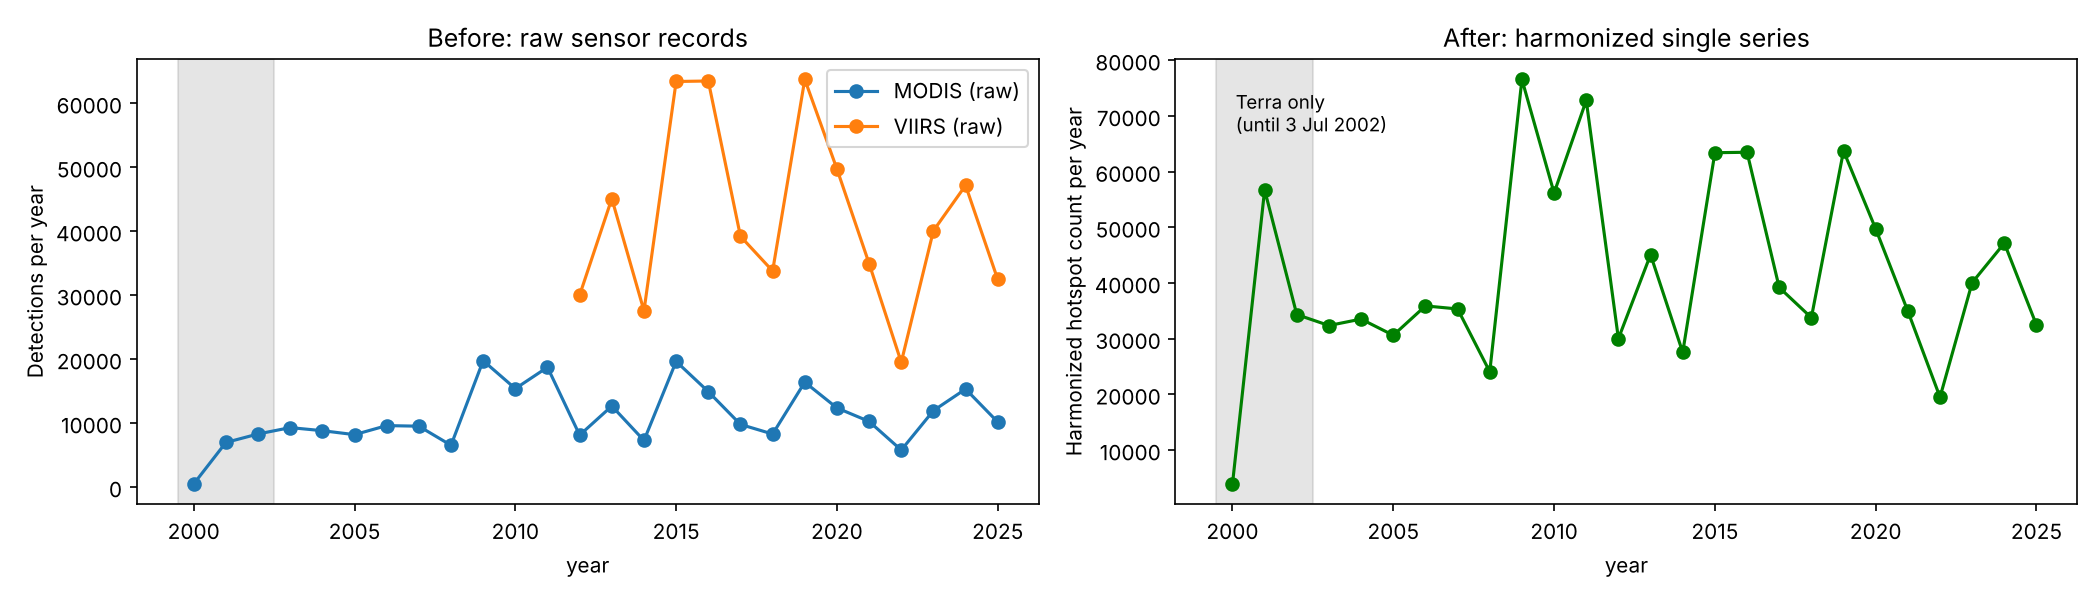 Before: raw sensor records
Detections per year
60000
50000
40000
30000
20000
10000
0
MODIS (raw)
VIIRS (raw)
2000 2005 2010 2015 2020 2025
year
After: harmonized single series
Harmonized hotspot count per year
80000
70000
60000
50000
40000
30000
20000
10000
Terra only
(until 3 Jul 2002)
2000 2005 2010 2015 2020 2025
year